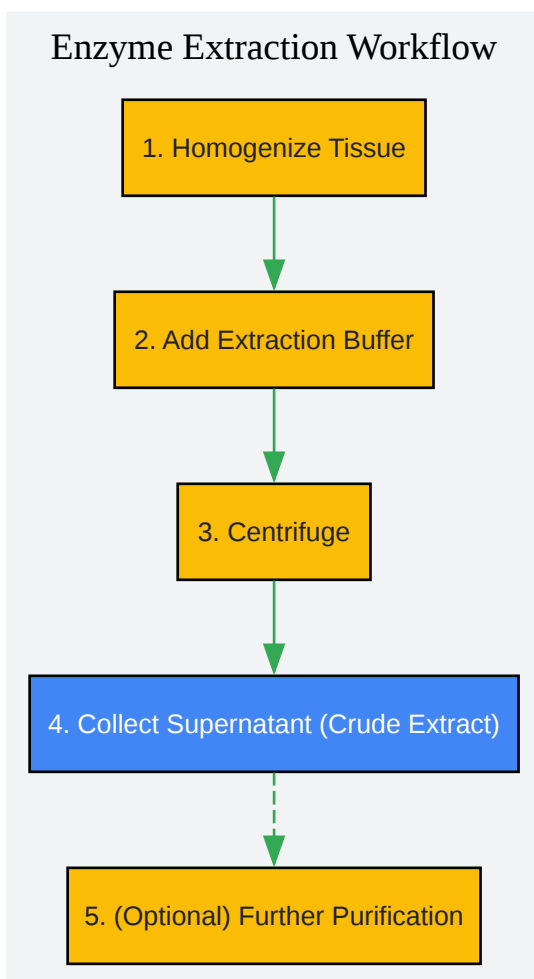 Enzyme Extraction Workflow
1. Homogenize Tissue
2. Add Extraction Buffer
3. Centrifuge
4. Collect Supernatant (Crude Extract)
5. (Optional) Further Purification